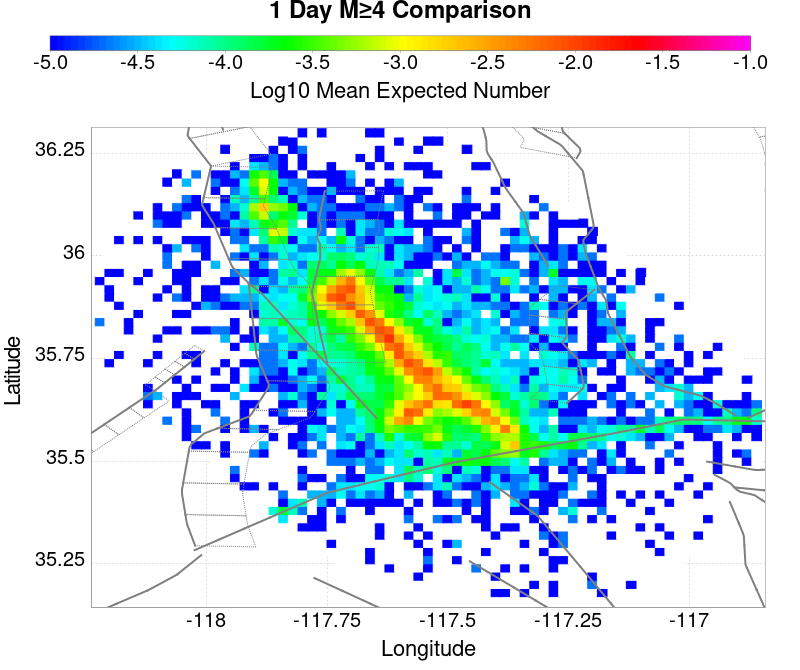 1 Day M≥4 Comparison
-5.0 -4.5 -4.0 -3.5 -3.0 -2.5 -2.0 -1.5 -1.0
Log10 Mean Expected Number
36.25
36
35.75
35.5
35.25
Latitude
-118 -117.75 -117.5 -117.25 -117
Longitude